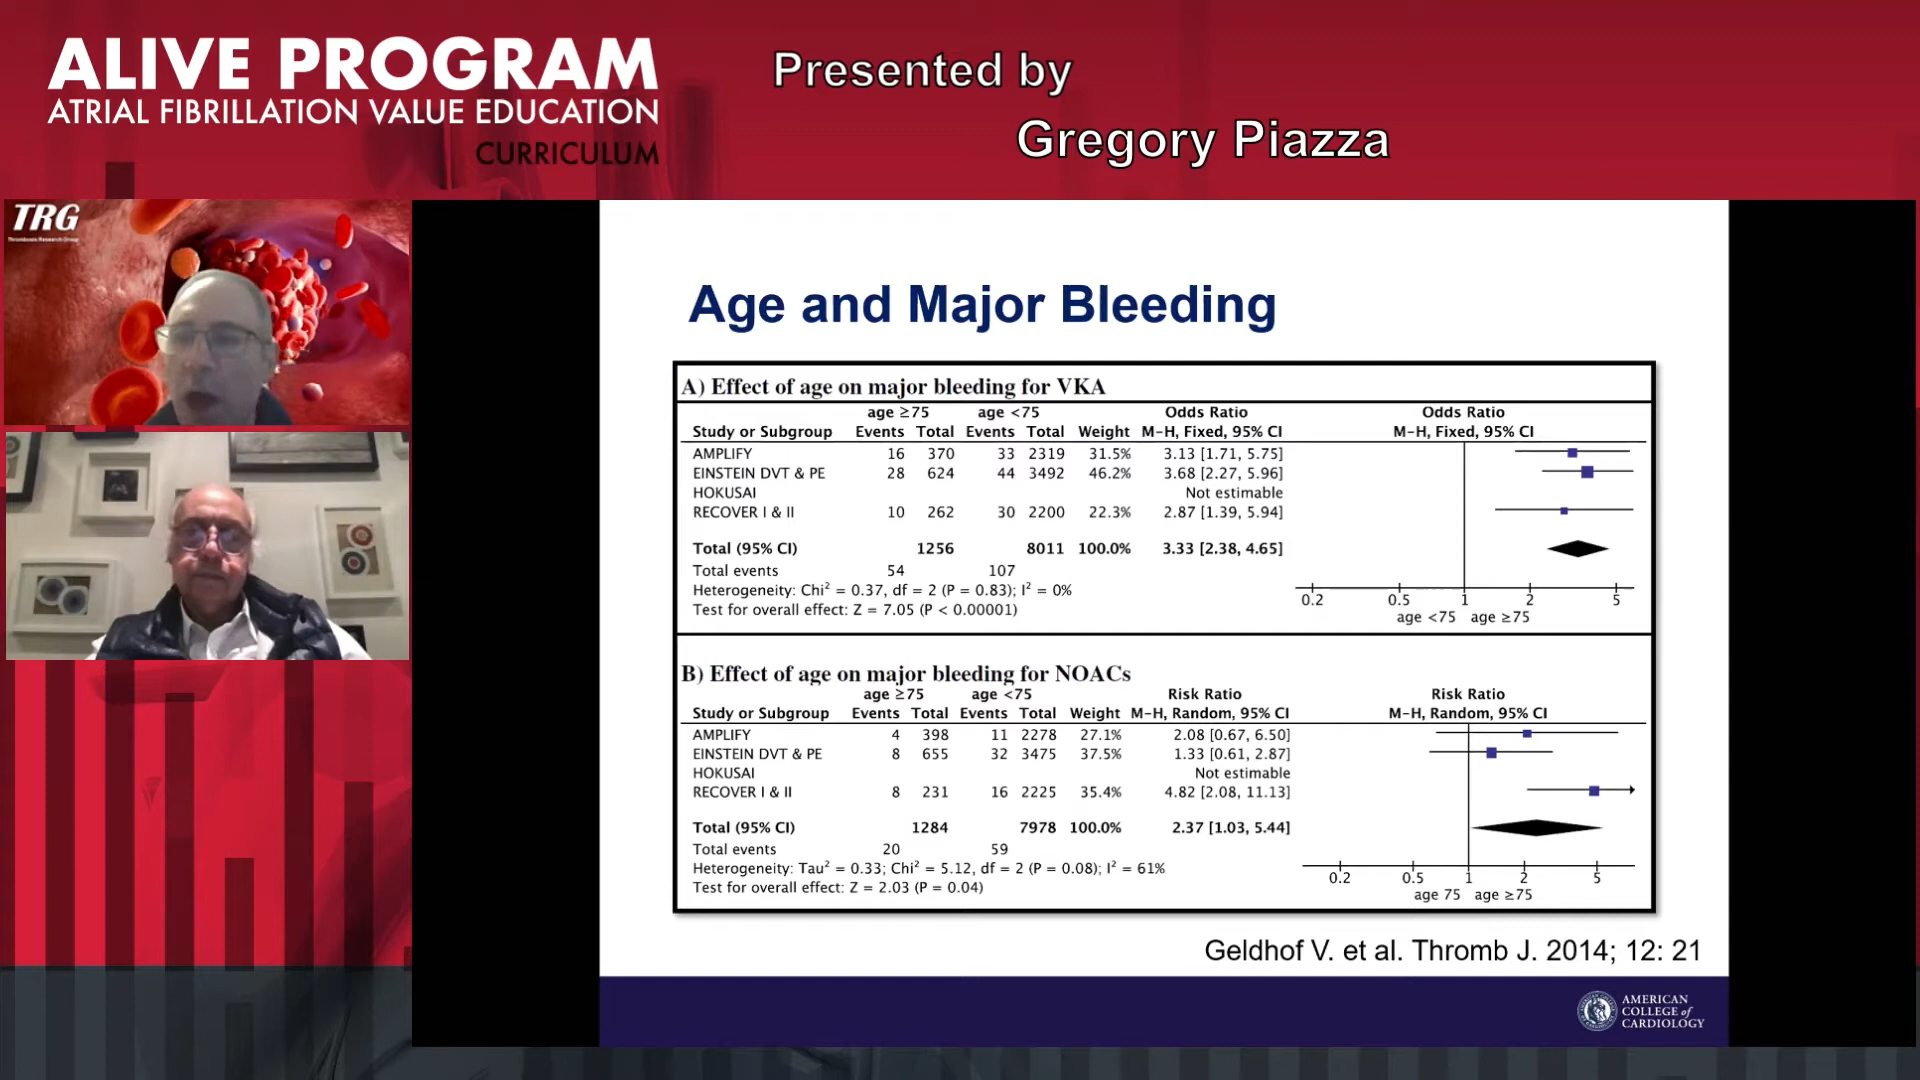 ALIVE PROGRAM
ATRIAL FIBRILLATION VALUE EDUCATION
CURRICULUM
Presented by
Gregory Piazza
TRG
Thrombosis Research Group
Age and Major Bleeding
A) Effect of age on major bleeding for VKA
age ≥75 age <75 Odds Ratio Odds Ratio
Study or Subgroup Events Total Events Total Weight M-H, Fixed, 95% CI M-H, Fixed, 95% CI
AMPLIFY 16 370 33 2319 31.5% 3.13 [1.71, 5.75]
EINSTEIN DVT & PE 28 624 44 3492 46.2% 3.68 [2.27, 5.96]
HOKUSAI Not estimable
RECOVER I & II 10 262 30 2200 22.3% 2.87 [1.39, 5.94]
Total (95% CI) 1256 8011 100.0% 3.33 [2.38, 4.65]
Total events 54 107
Heterogeneity: Chi² = 0.37, df = 2 (P = 0.83); I² = 0%
Test for overall effect: Z = 7.05 (P < 0.00001)
0.2 0.5 1 2 5
age <75 age ≥75
B) Effect of age on major bleeding for NOACs
age ≥75 age <75 Risk Ratio Risk Ratio
Study or Subgroup Events Total Events Total Weight M-H, Random, 95% CI M-H, Random, 95% CI
AMPLIFY 4 398 11 2278 27.1% 2.08 [0.67, 6.50]
EINSTEIN DVT & PE 8 655 32 3475 37.5% 1.33 [0.61, 2.87]
HOKUSAI Not estimable
RECOVER I & II 8 231 16 2225 35.4% 4.82 [2.08, 11.13]
Total (95% CI) 1284 7978 100.0% 2.37 [1.03, 5.44]
Total events 20 59
Heterogeneity: Tau² = 0.33; Chi² = 5.12, df = 2 (P = 0.08); I² = 61%
Test for overall effect: Z = 2.03 (P = 0.04)
0.2 0.5 1 2 5
age 75 age ≥75
Geldhof V. et al. Thromb J. 2014; 12: 21
AMERICAN
COLLEGE of
CARDIOLOGY